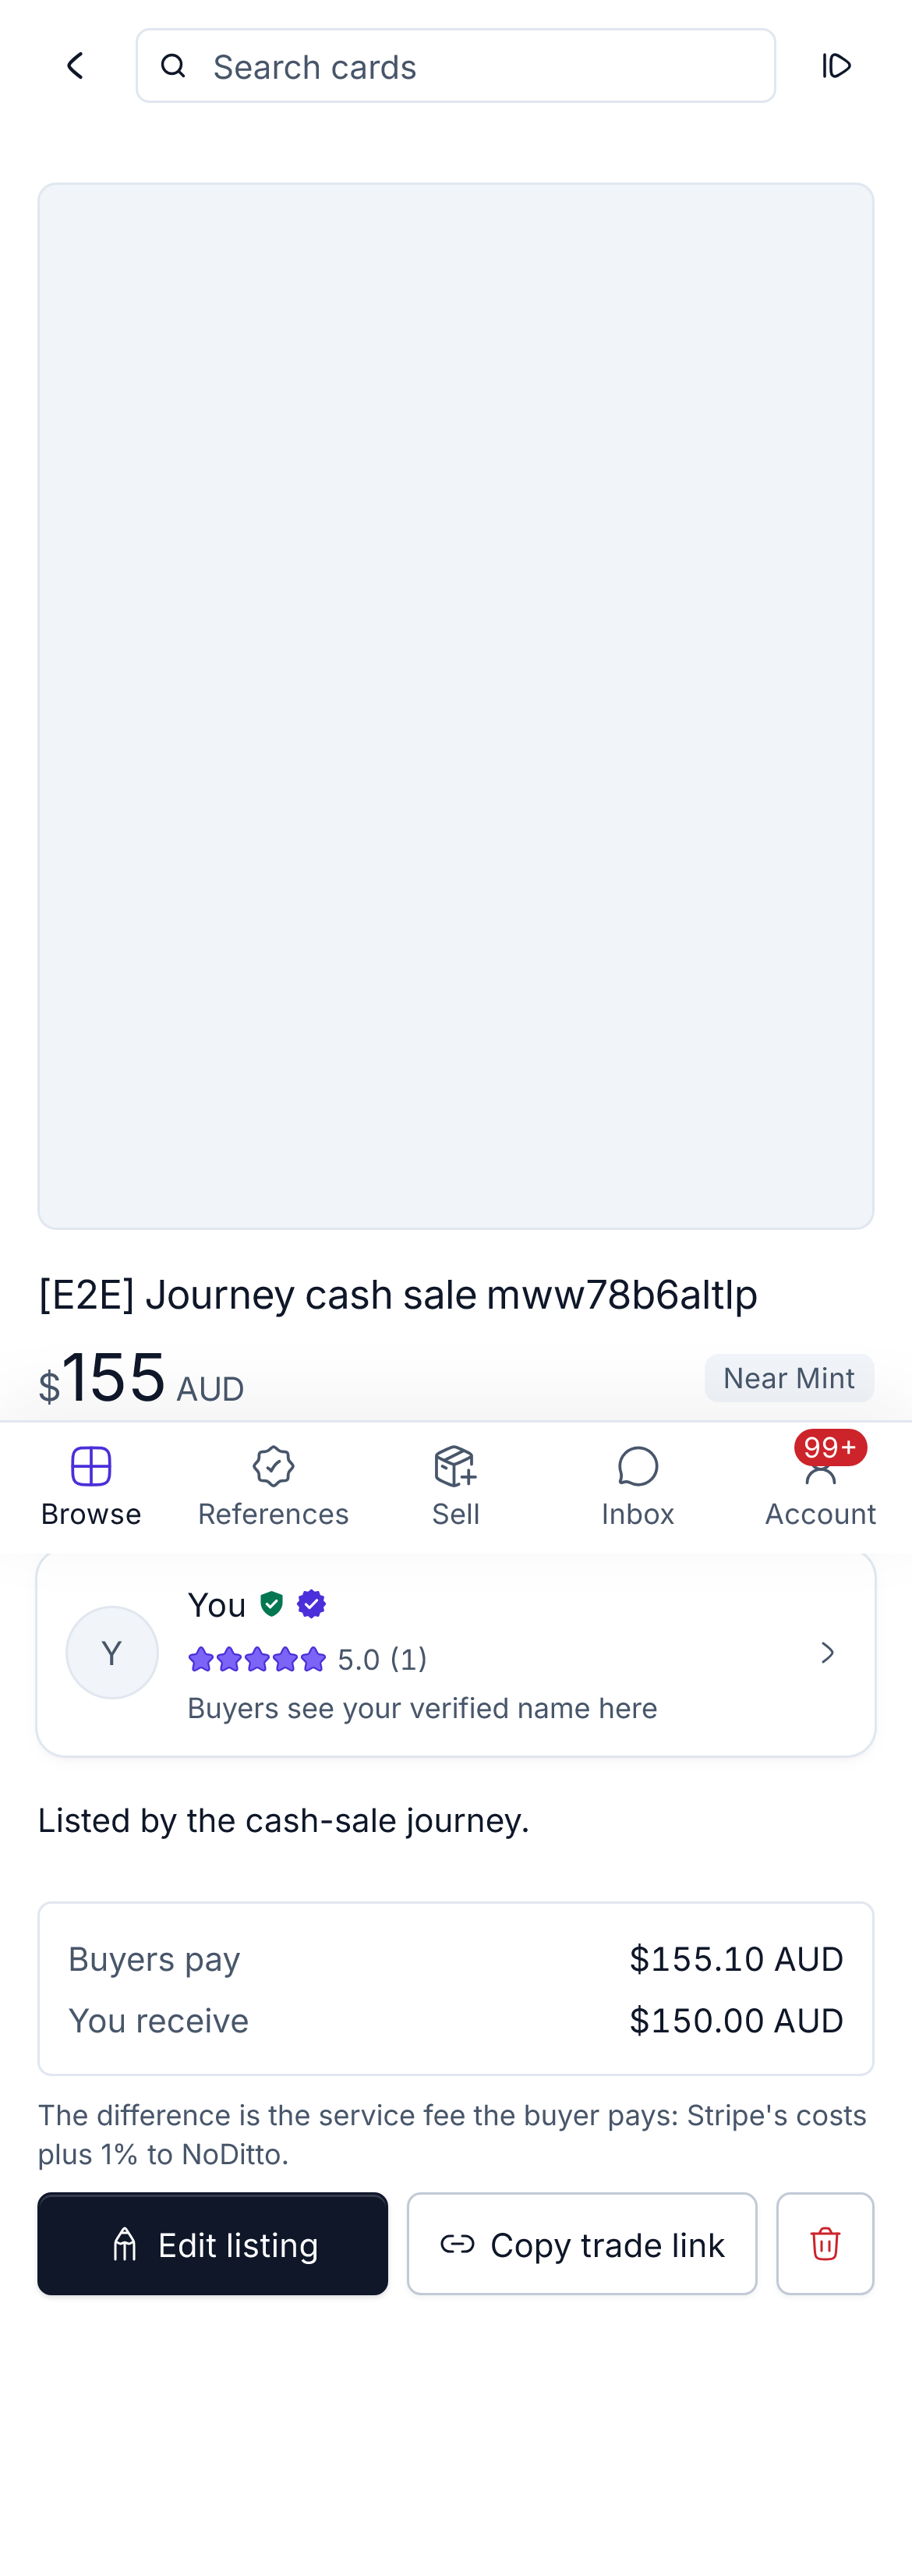 Search cards
[E2E] Journey cash sale mww78b6altlp
$155 AUD
Near Mint
99+
Browse
References
Sell
Inbox
Account
Y
You
5.0 (1)
Buyers see your verified name here
Listed by the cash-sale journey.
Buyers pay $155.10 AUD
You receive $150.00 AUD
The difference is the service fee the buyer pays: Stripe's costs
plus 1% to NoDitto.
Edit listing
Copy trade link